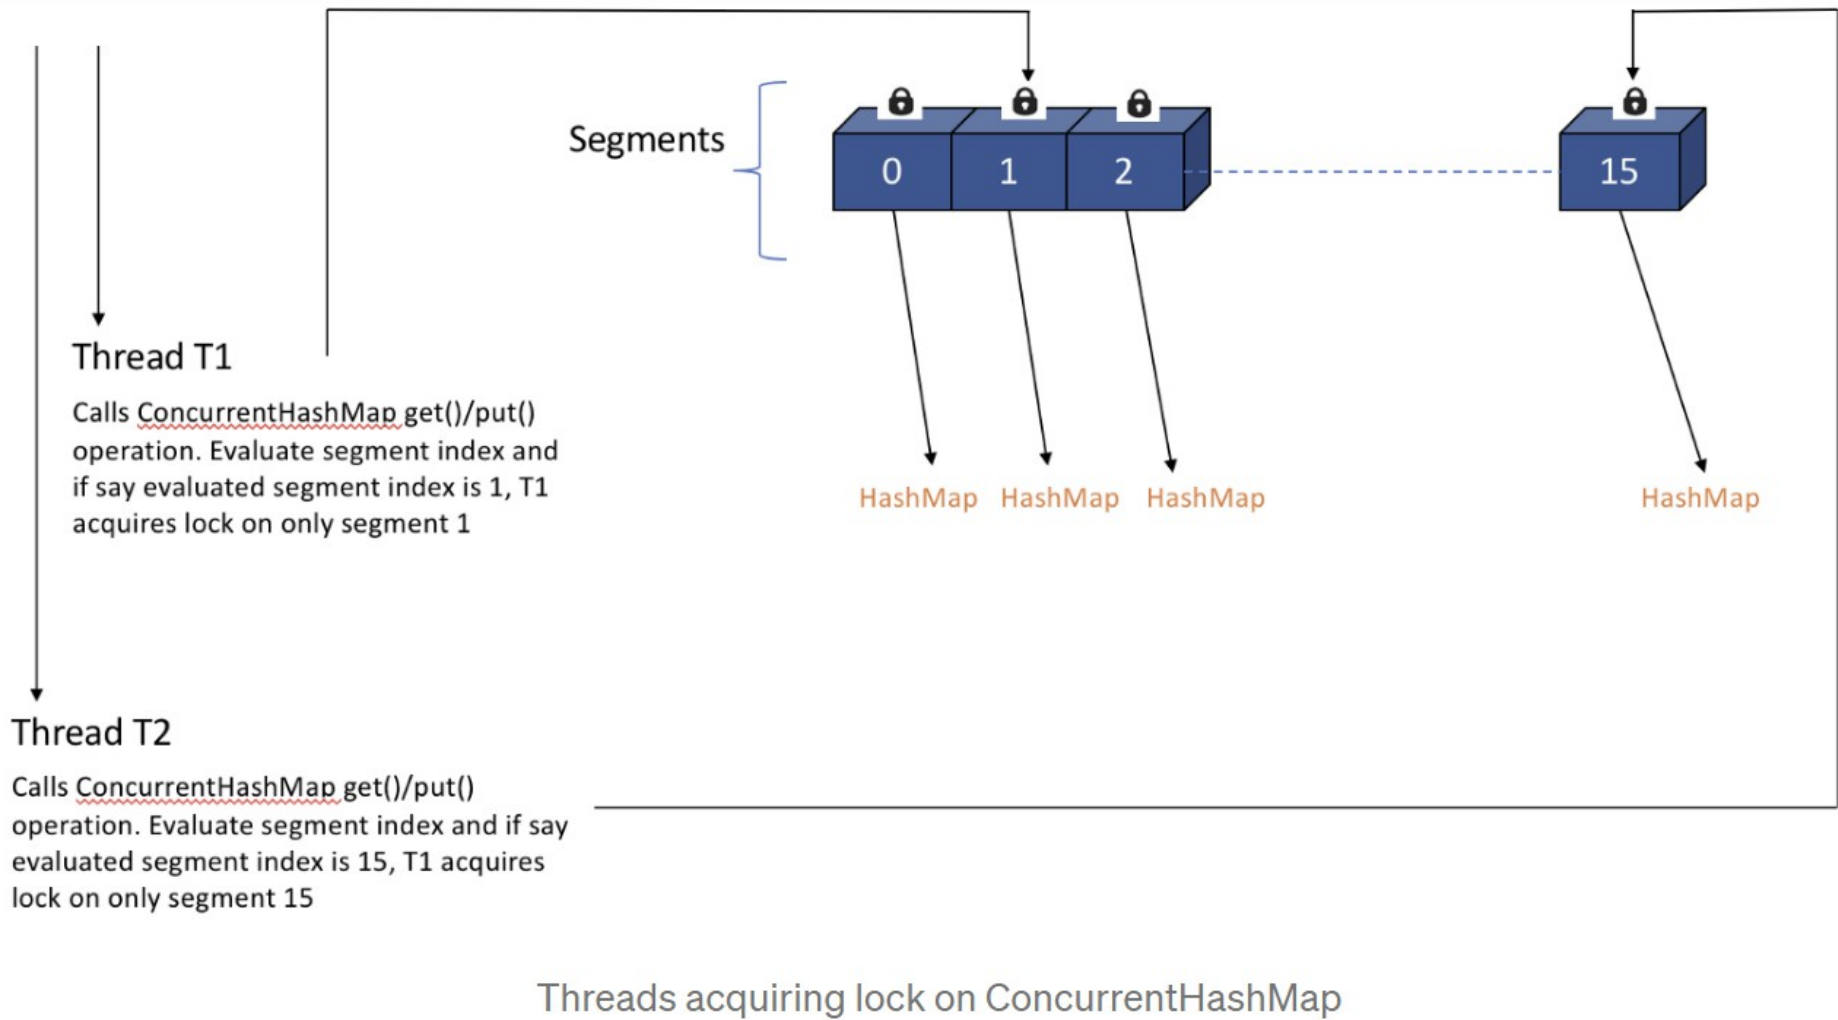 Segments
0
1
2
15
Thread T1
Calls ConcurrentHashMap get()/put()
operation. Evaluate segment index and
if say evaluated segment index is 1, T1
acquires lock on only segment 1
HashMap
HashMap
HashMap
HashMap
Thread T2
Calls ConcurrentHashMap get()/put()
operation. Evaluate segment index and if say
evaluated segment index is 15, T1 acquires
lock on only segment 15
Threads acquiring lock on ConcurrentHashMap